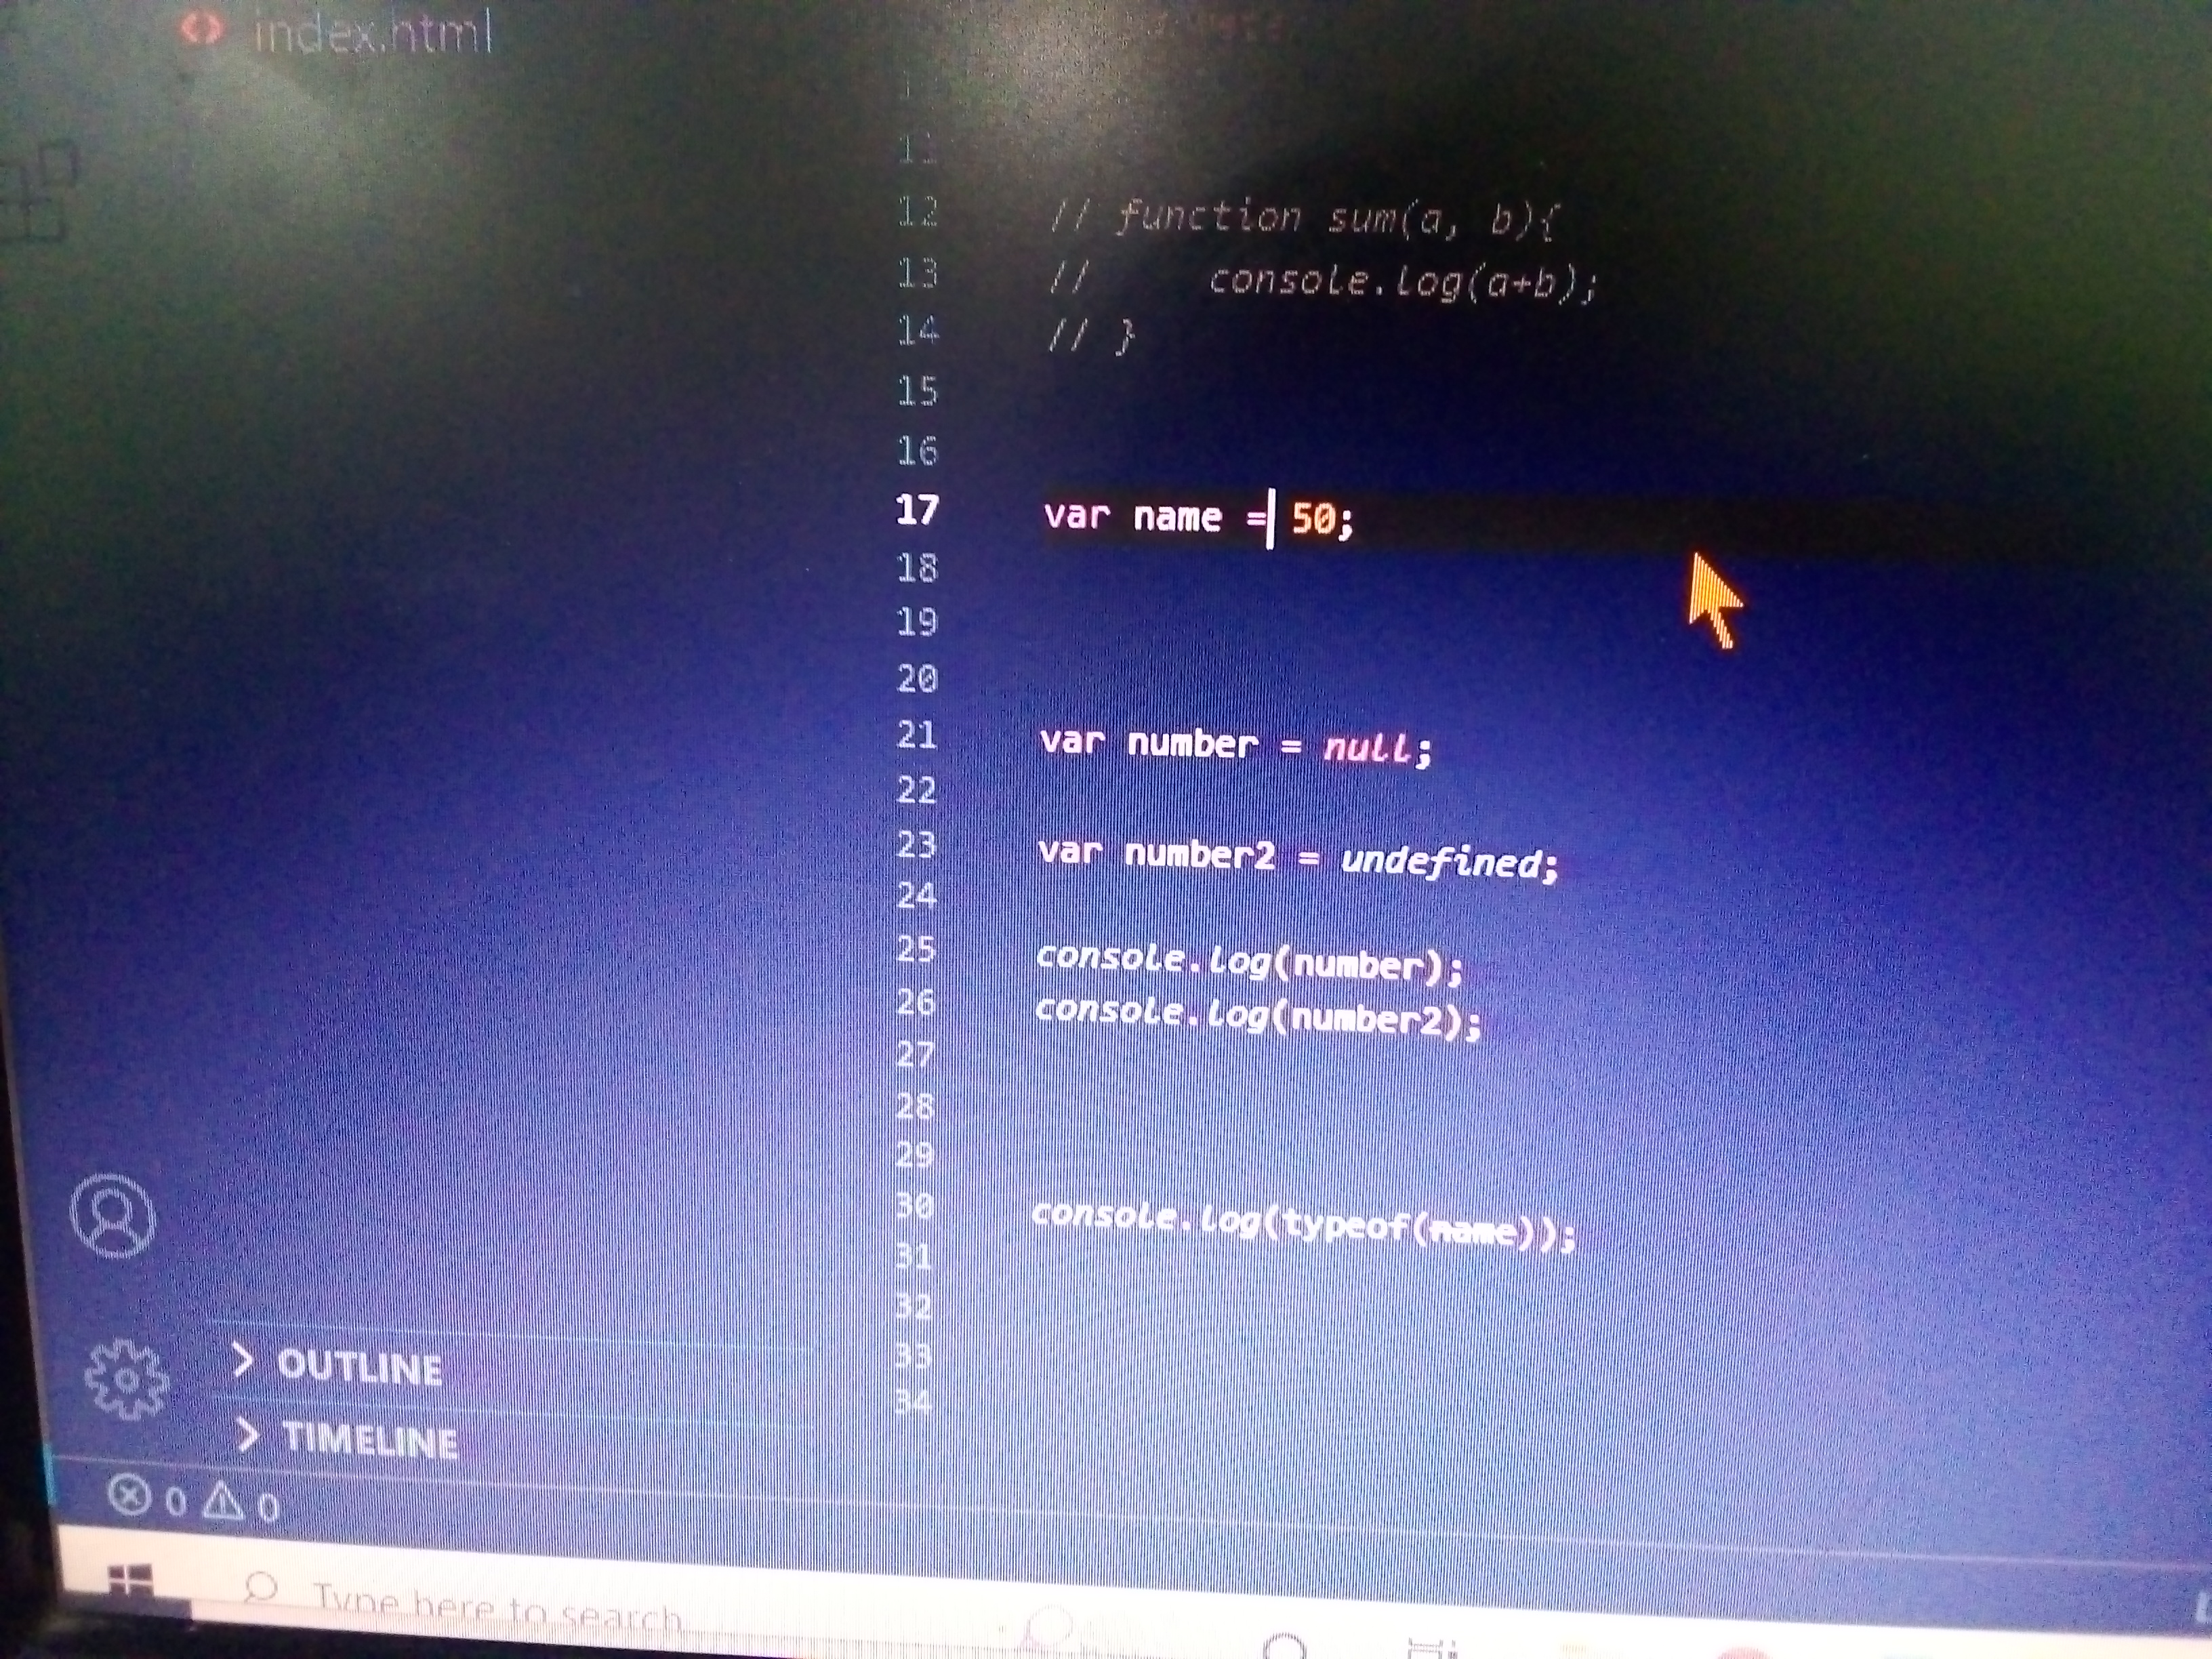 index.html
12 // function sum(a, b){
13 //     console.log(a+b);
14 // }
15
16
17 var name = 50;
18
19
20
21 var number = null;
22
23 var number2 = undefined;
24
25 console.log(number);
26 console.log(number2);
27
28
29
30 console.log(typeof(name));
31
32
33
34
OUTLINE
TIMELINE
0 0
Type here to search